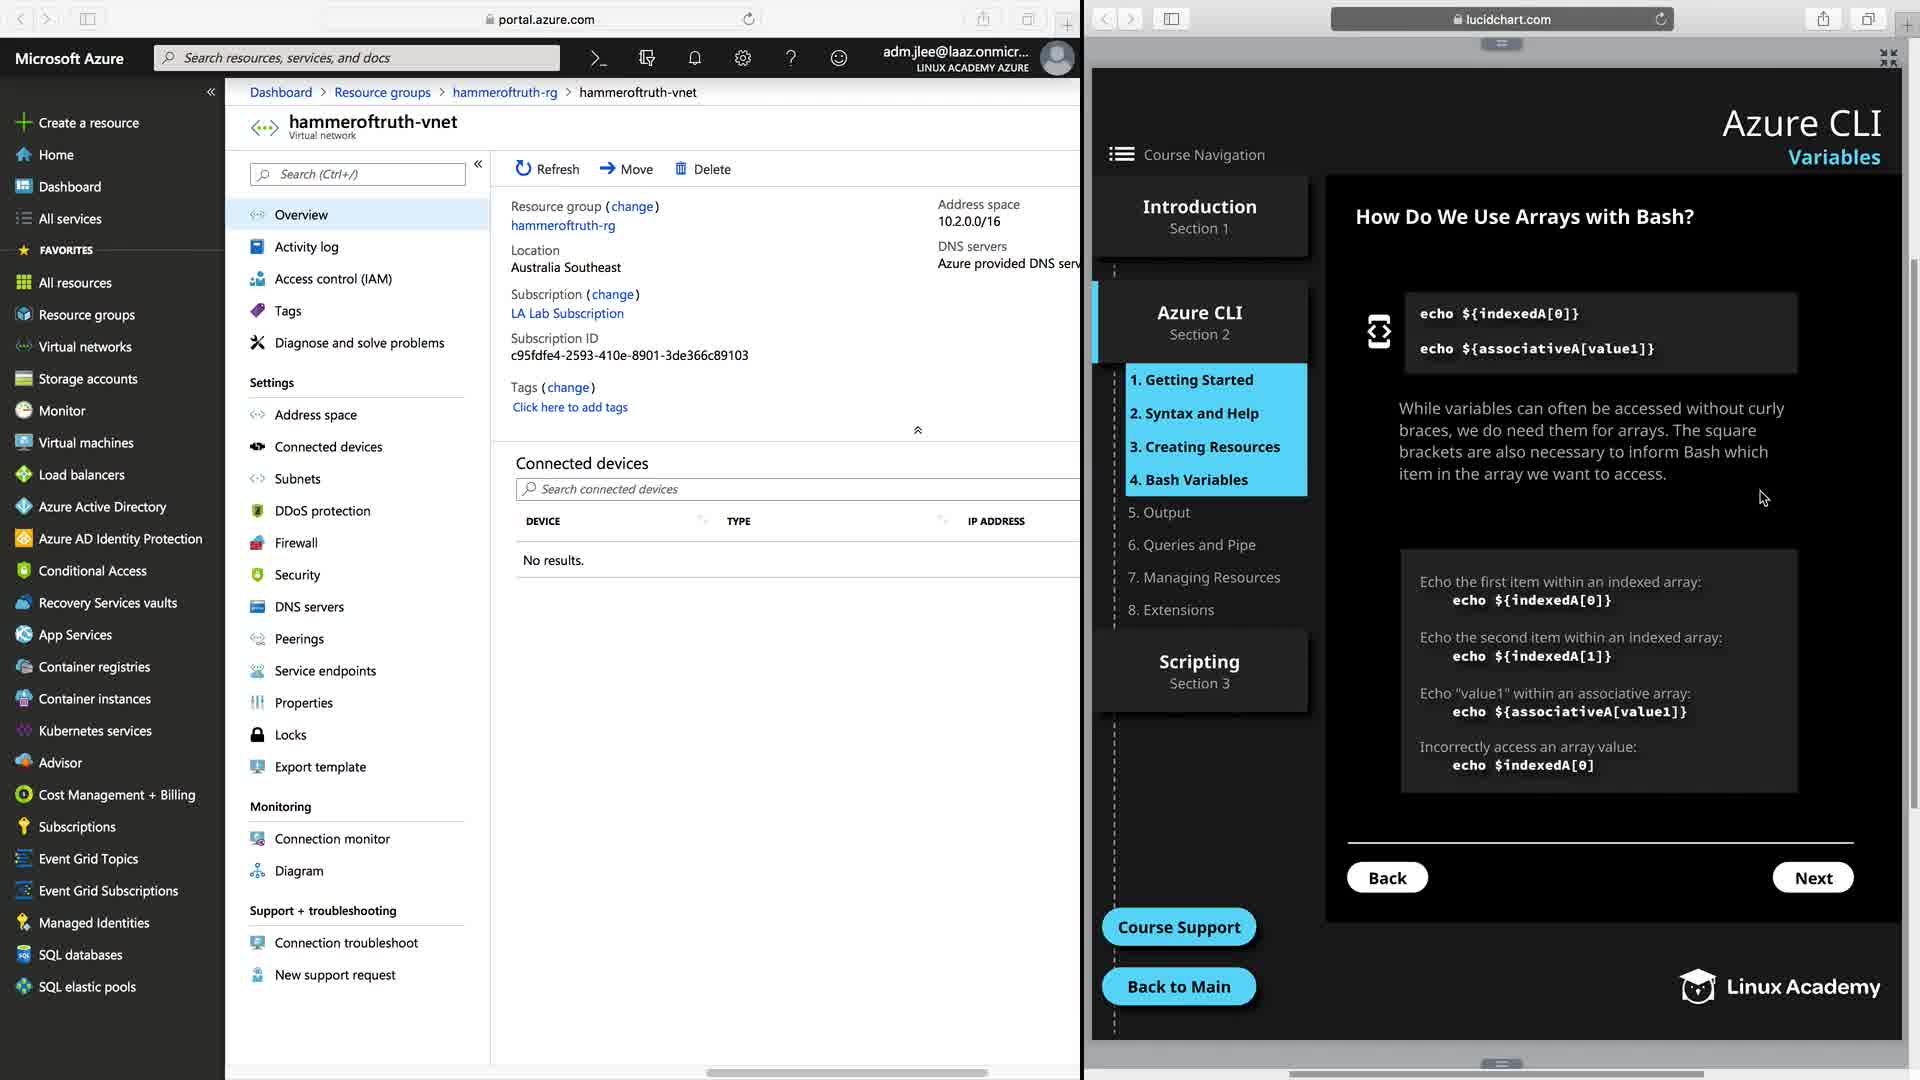 portal.azure.com
Microsoft Azure
Search resources, services, and docs
adm.jlee@laaz.onmicr...
LINUX ACADEMY AZURE
Create a resource
Home
Dashboard
All services
FAVORITES
All resources
Resource groups
Virtual networks
Storage accounts
Monitor
Virtual machines
Load balancers
Azure Active Directory
Azure AD Identity Protection
Conditional Access
Recovery Services vaults
App Services
Container registries
Container instances
Kubernetes services
Advisor
Cost Management + Billing
Subscriptions
Event Grid Topics
Event Grid Subscriptions
Managed Identities
SQL databases
SQL elastic pools
Dashboard > Resource groups > hammeroftruth-rg > hammeroftruth-vnet
hammeroftruth-vnet
Virtual network
Search (Ctrl+/)
Overview
Activity log
Access control (IAM)
Tags
Diagnose and solve problems
Settings
Address space
Connected devices
Subnets
DDoS protection
Firewall
Security
DNS servers
Peerings
Service endpoints
Properties
Locks
Export template
Monitoring
Connection monitor
Diagram
Support + troubleshooting
Connection troubleshoot
New support request
Refresh Move Delete
Resource group (change)
hammeroftruth-rg
Location
Australia Southeast
Subscription (change)
LA Lab Subscription
Subscription ID
c95fdfe4-2593-410e-8901-3de366c89103
Tags (change)
Click here to add tags
Address space
10.2.0.0/16
DNS servers
Azure provided DNS serv
Connected devices
Search connected devices
DEVICE TYPE IP ADDRESS
No results.
lucidchart.com
Azure CLI
Variables
Course Navigation
Introduction
Section 1
Azure CLI
Section 2
1. Getting Started
2. Syntax and Help
3. Creating Resources
4. Bash Variables
5. Output
6. Queries and Pipe
7. Managing Resources
8. Extensions
Scripting
Section 3
Course Support
Back to Main
How Do We Use Arrays with Bash?
echo ${indexedA[0]}
echo ${associativeA[value1]}
While variables can often be accessed without curly
braces, we do need them for arrays. The square
brackets are also necessary to inform Bash which
item in the array we want to access.
Echo the first item within an indexed array:
echo ${indexedA[0]}
Echo the second item within an indexed array:
echo ${indexedA[1]}
Echo "value1" within an associative array:
echo ${associativeA[value1]}
Incorrectly access an array value:
echo $indexedA[0]
Back
Next
Linux Academy